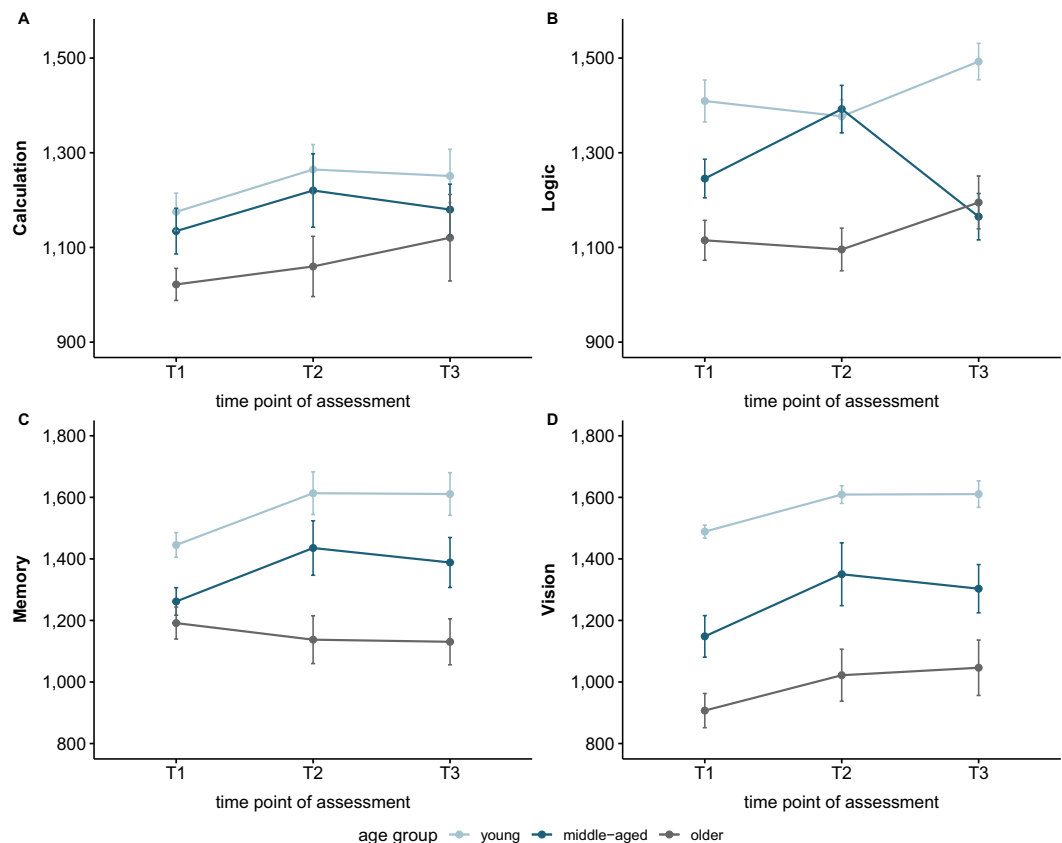 A
Calculation
1,500
1,300
1,100
900
T1 T2 T3
time point of assessment
B
Logic
1,500
1,300
1,100
900
T1 T2 T3
time point of assessment
C
Memory
1,800
1,600
1,400
1,200
1,000
800
T1 T2 T3
time point of assessment
D
Vision
1,800
1,600
1,400
1,200
1,000
800
T1 T2 T3
time point of assessment
age group young middle−aged older